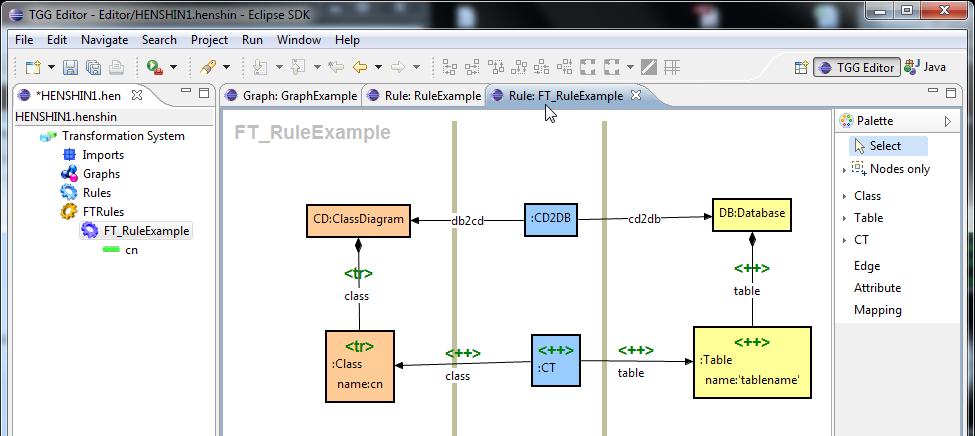 TGG Editor - Editor/HENSHIN1.henshin - Eclipse SDK
File Edit Navigate Search Project Run Window Help
TGG Editor Java
*HENSHIN1.hen
Graph: GraphExample Rule: RuleExample Rule: FT_RuleExample
HENSHIN1.henshin
Transformation System
Imports
Graphs
Rules
FTRules
FT_RuleExample
cn
FT_RuleExample
CD:ClassDiagram
db2cd
:CD2DB
cd2db
DB:Database
<tr>
class
<++>
table
<tr>
:Class
name:cn
<++>
class
<++>
:CT
<++>
table
<++>
:Table
name:'tablename'
Palette
Select
Nodes only
Class
Table
CT
Edge
Attribute
Mapping